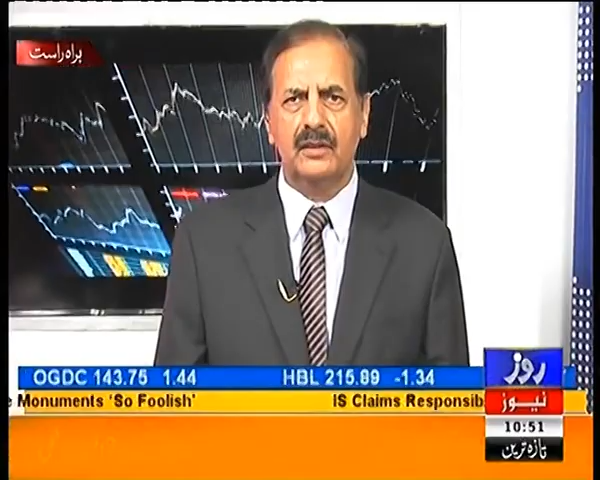 براہ راست
OGDC 143.75 1.44 HBL 215.89 -1.34
e Monuments ‘So Foolish’ IS Claims Responsib
روز
نیوز
10:51
تازہ ترین